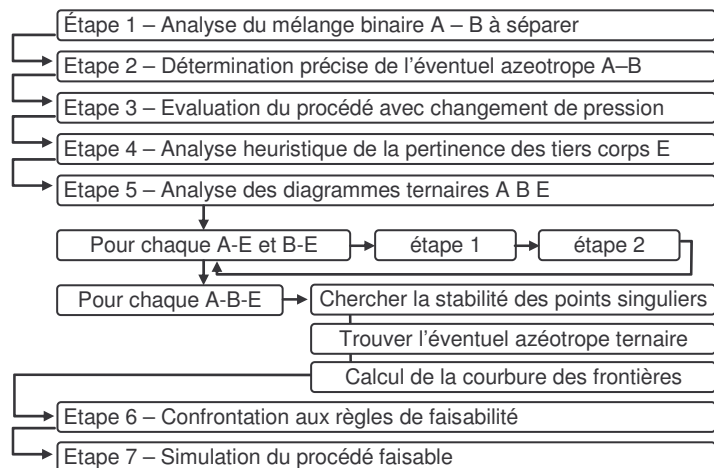 Étape 1 – Analyse du mélange binaire A – B à séparer
Etape 2 – Détermination précise de l'éventuel azeotrope A–B
Etape 3 – Evaluation du procédé avec changement de pression
Etape 4 – Analyse heuristique de la pertinence des tiers corps E
Etape 5 – Analyse des diagrammes ternaires A B E
Pour chaque A-E et B-E
étape 1
étape 2
Pour chaque A-B-E
Chercher la stabilité des points singuliers
Trouver l'éventuel azéotrope ternaire
Calcul de la courbure des frontières
Etape 6 – Confrontation aux règles de faisabilité
Etape 7 – Simulation du procédé faisable